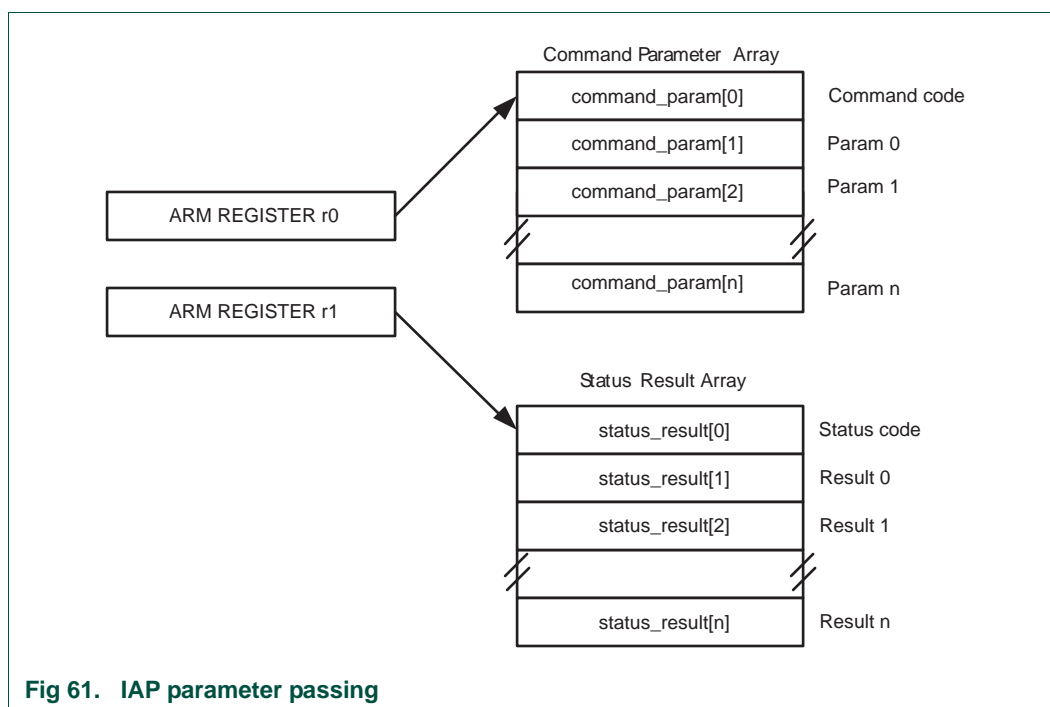 Command Parameter Array
command_param[0] Command code
command_param[1] Param 0
command_param[2] Param 1
ARM REGISTER r0
command_param[n] Param n
ARM REGISTER r1
Status Result Array
status_result[0] Status code
status_result[1] Result 0
status_result[2] Result 1
status_result[n] Result n
Fig 61. IAP parameter passing